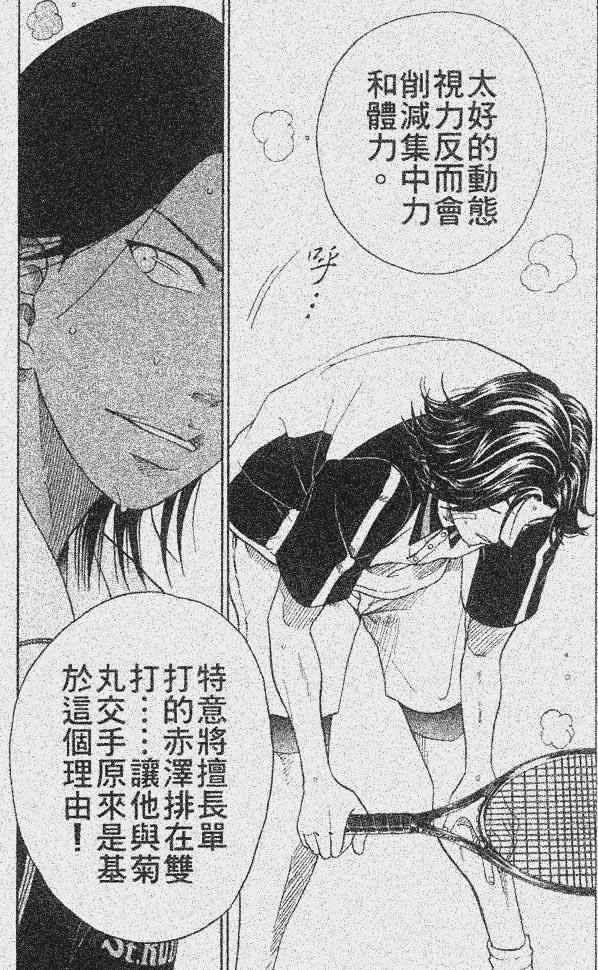 太好的動態
視力反而會
削減集中力
和體力。
呼…
特意將擅長單
打的赤澤排在雙
打……讓他與菊
丸交手原來是基
於這個理由！
St.Ru